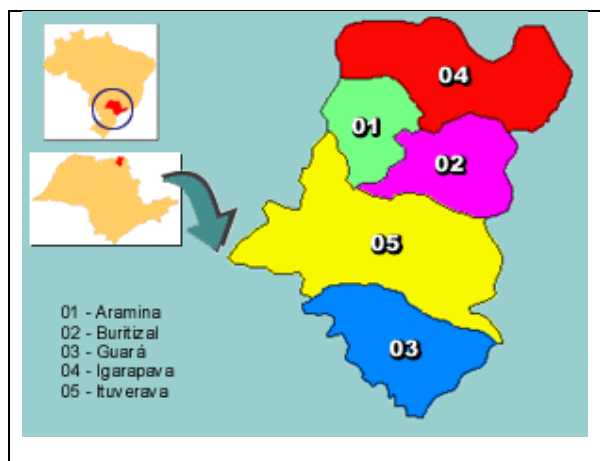 04
01
02
05
03
01 - Aramina
02 - Buritizal
03 - Guará
04 - Igarapava
05 - Ituverava